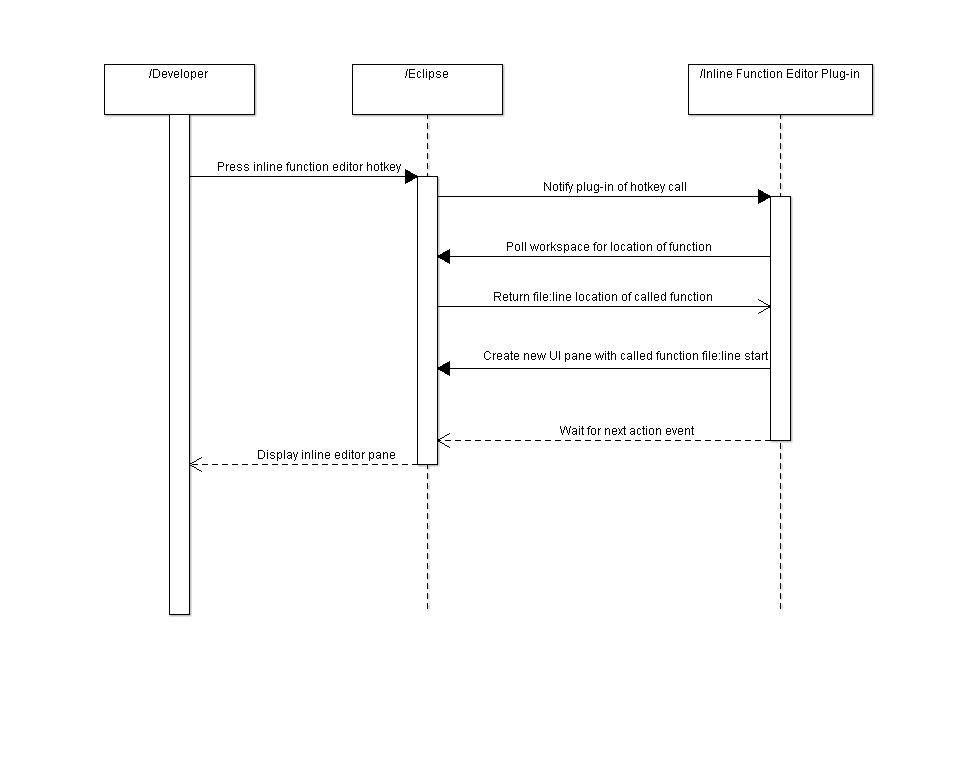 /Developer
/Eclipse
/Inline Function Editor Plug-in
Press inline function editor hotkey
Notify plug-in of hotkey call
Poll workspace for location of function
Return file:line location of called function
Create new UI pane with called function file:line start
Wait for next action event
Display inline editor pane